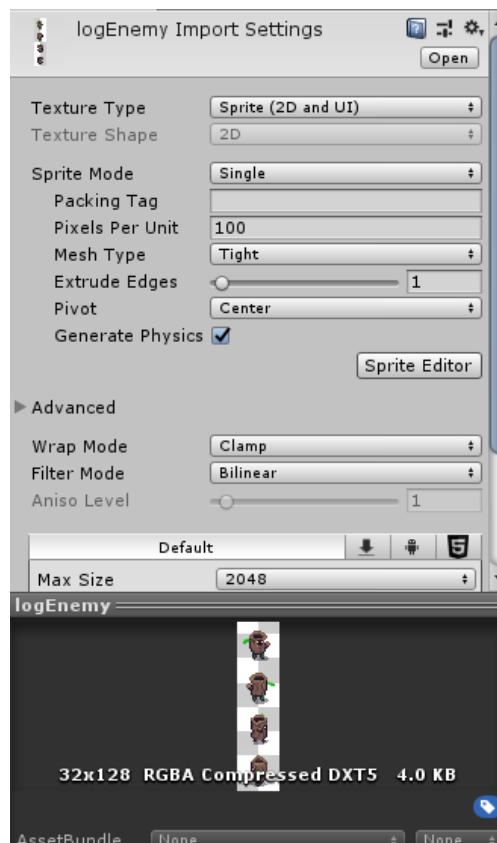 logEnemy Import Settings
Open
Texture Type Sprite (2D and UI)
Texture Shape 2D
Sprite Mode Single
Packing Tag
Pixels Per Unit 100
Mesh Type Tight
Extrude Edges 1
Pivot Center
Generate Physics
Sprite Editor
Advanced
Wrap Mode Clamp
Filter Mode Bilinear
Aniso Level 1
Default
Max Size 2048
logEnemy
32x128 RGBA Compressed DXT5 4.0 KB
AssetBundle None None